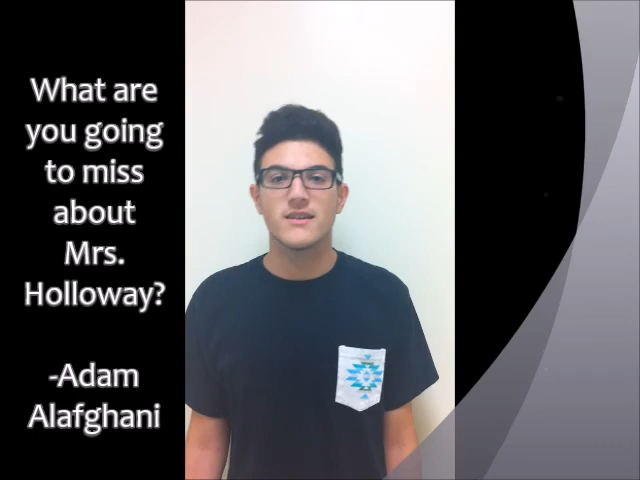 What are
you going
to miss
about
Mrs.
Holloway?
-Adam
Alafghani